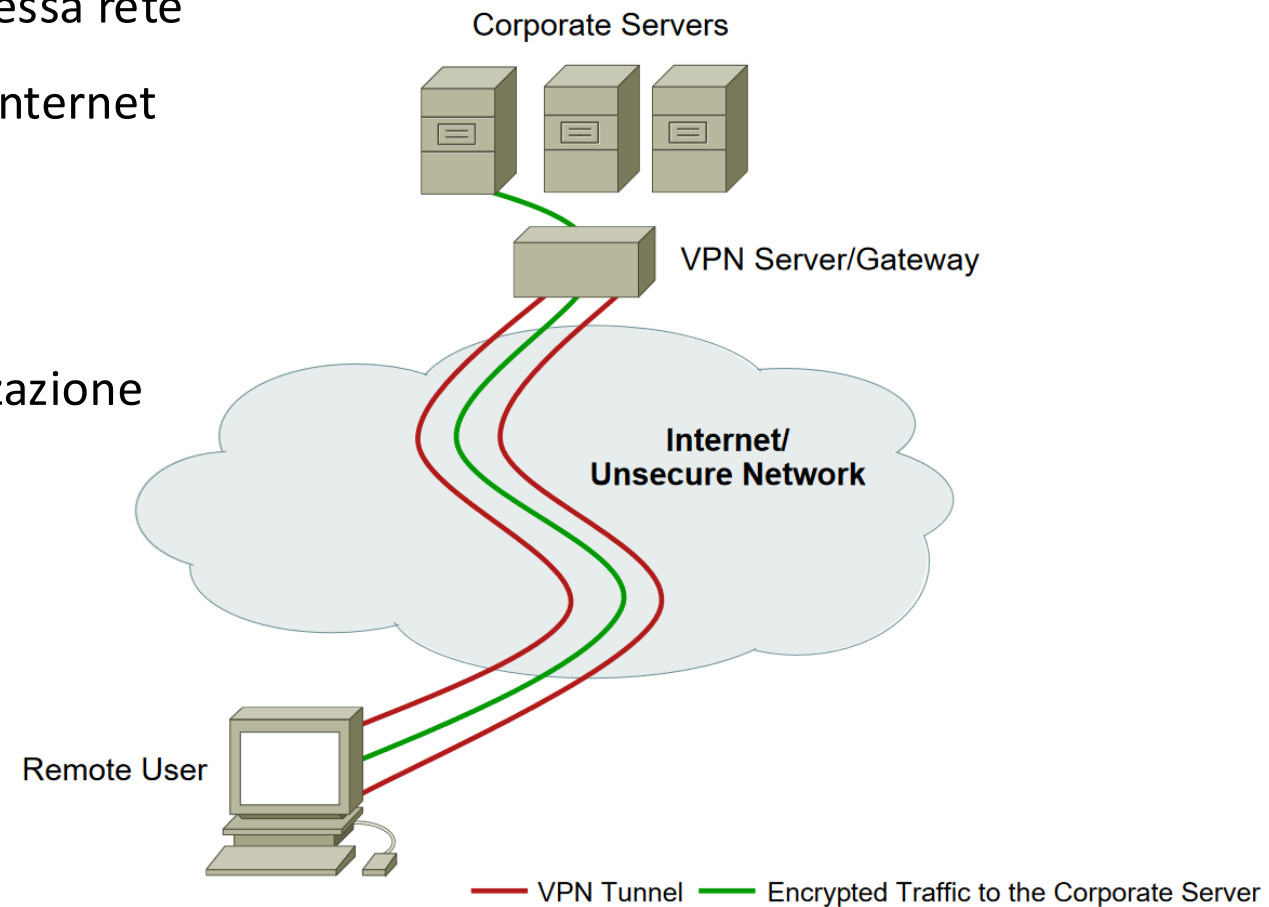 essa rete
Corporate Servers
nternet
VPN Server/Gateway
zazione
Internet/
Unsecure Network
Remote User
VPN Tunnel
Encrypted Traffic to the Corporate Server